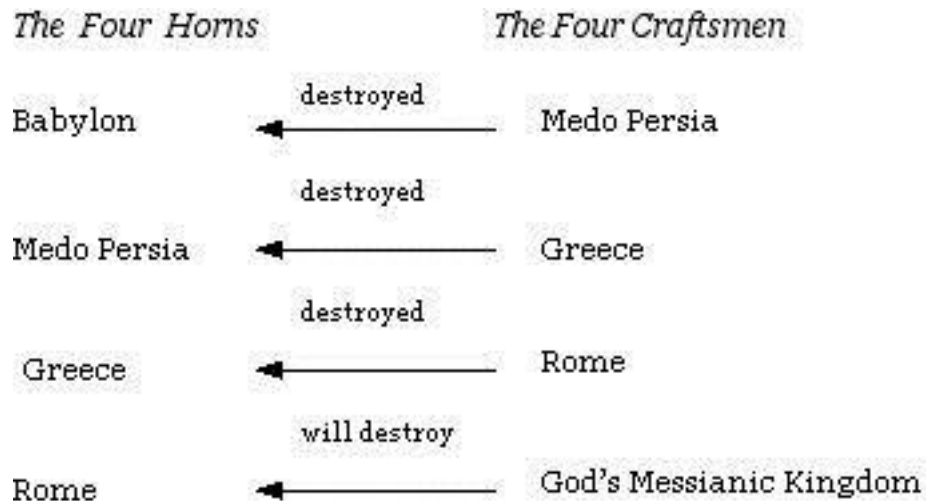 The Four Horns The Four Craftsmen
destroyed
Babylon Medo Persia
destroyed
Medo Persia Greece
destroyed
Greece Rome
will destroy
Rome God's Messianic Kingdom